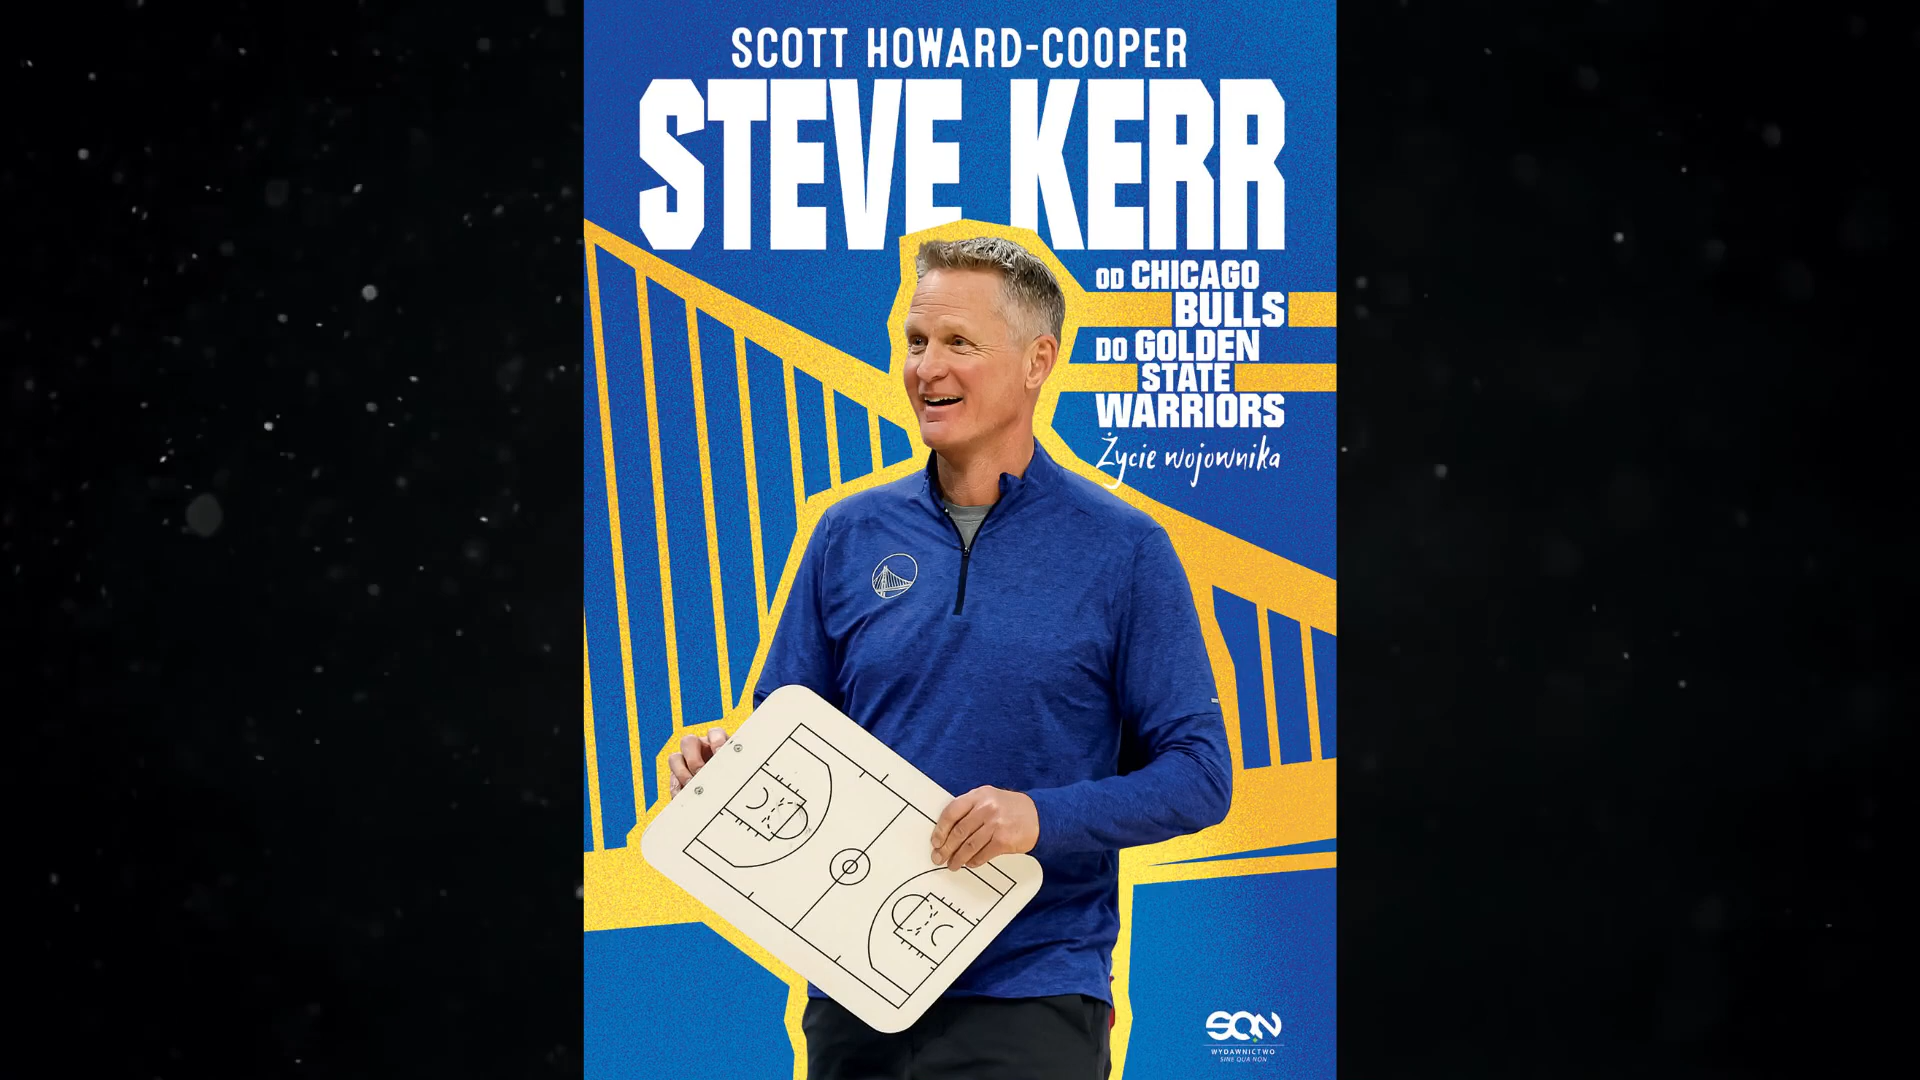 SCOTT HOWARD-COOPER
STEVE KERR
OD CHICAGO
BULLS
DO GOLDEN
STATE
WARRIORS
Życie wojownika
SQN
WYDAWNICTWO
SINE QUA NON